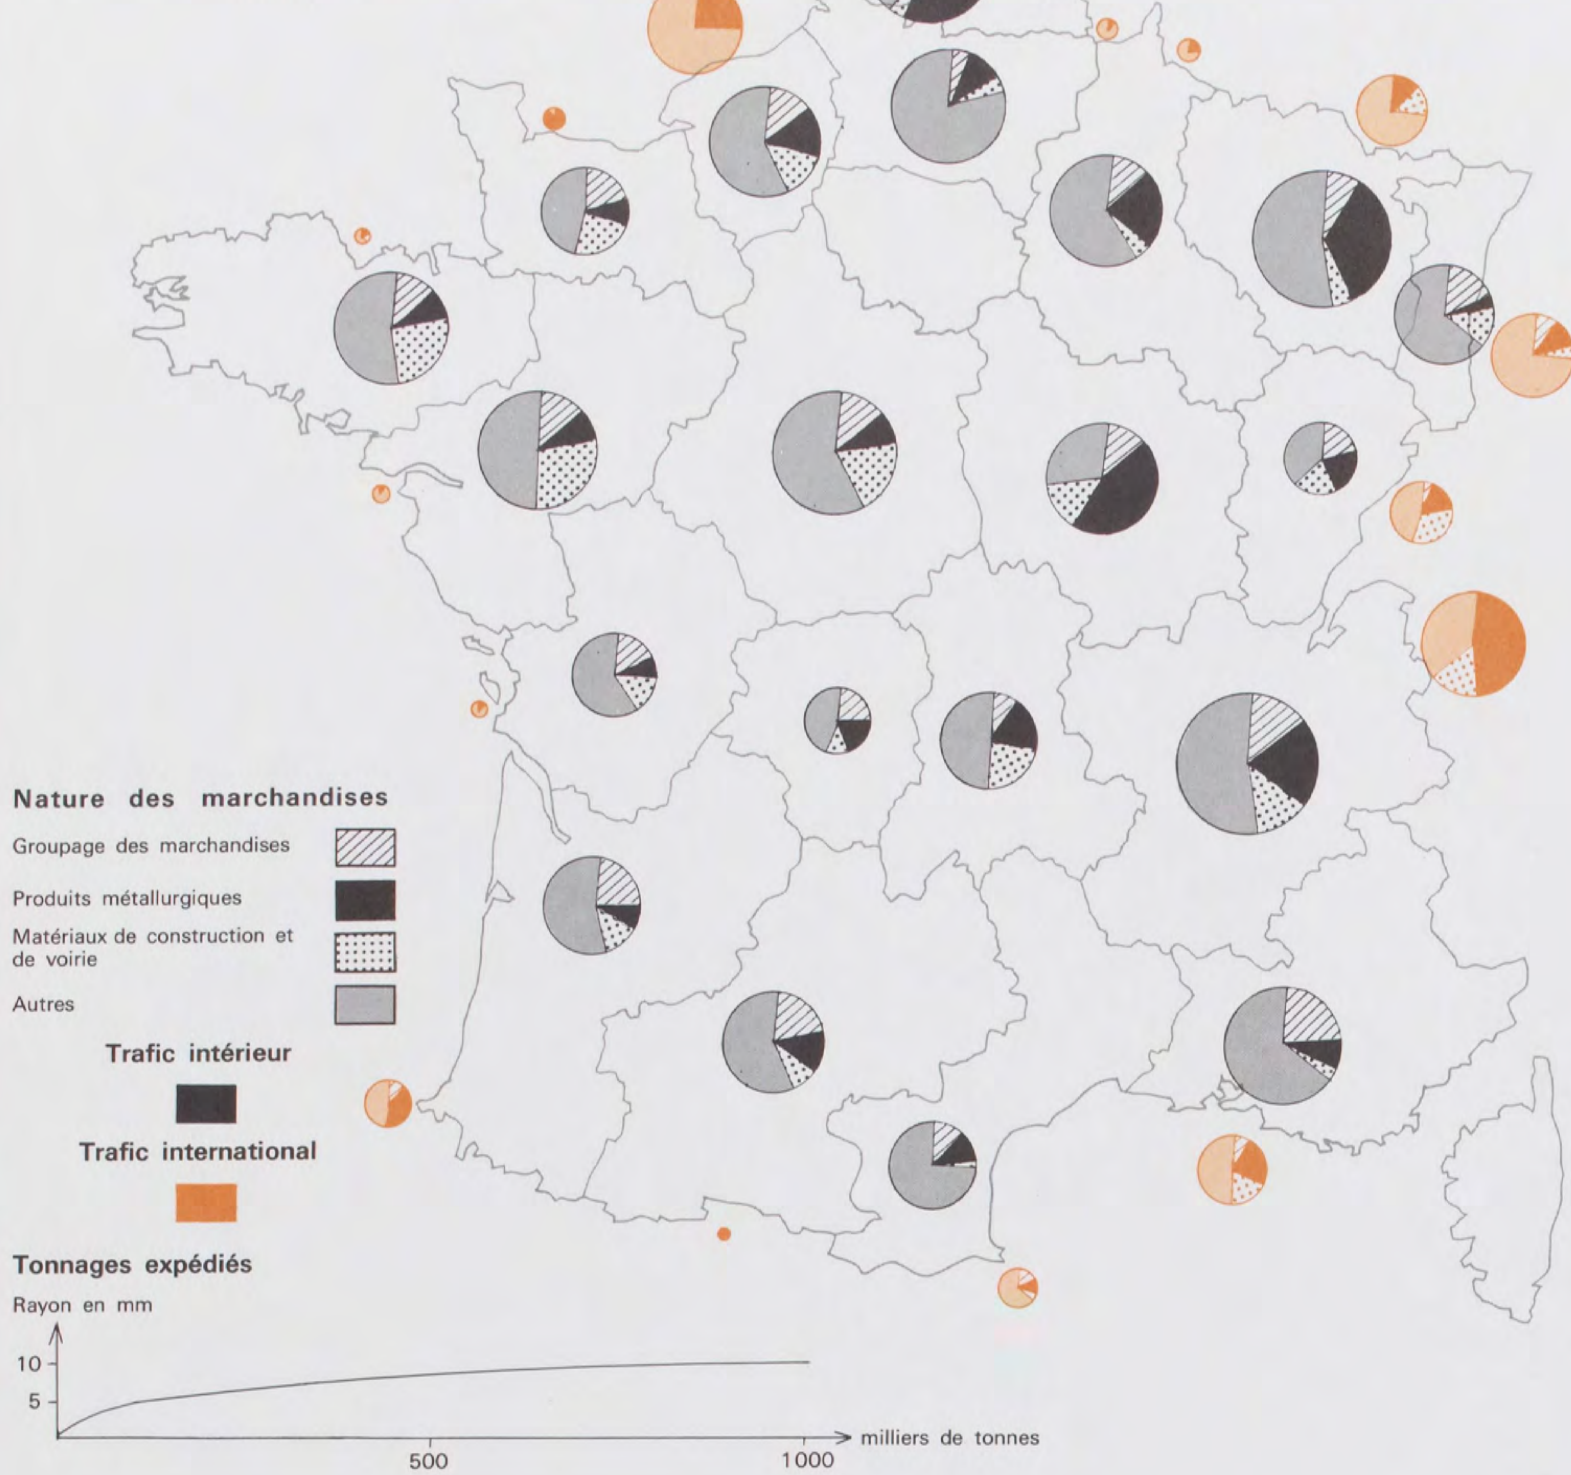 Nature des marchandises
Groupage des marchandises
Produits métallurgiques
Matériaux de construction et
de voirie
Autres
Trafic intérieur
Trafic international
Tonnages expédiés
Rayon en mm
10
5
500
1000
milliers de tonnes